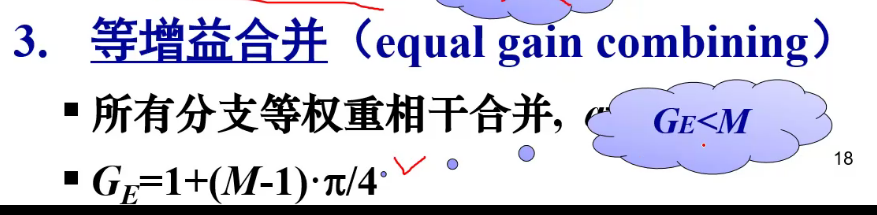 3. 等增益合并（equal gain combining）
所有分支等权重相干合并,
GE<M
18
GE=1+(M-1)·π/4